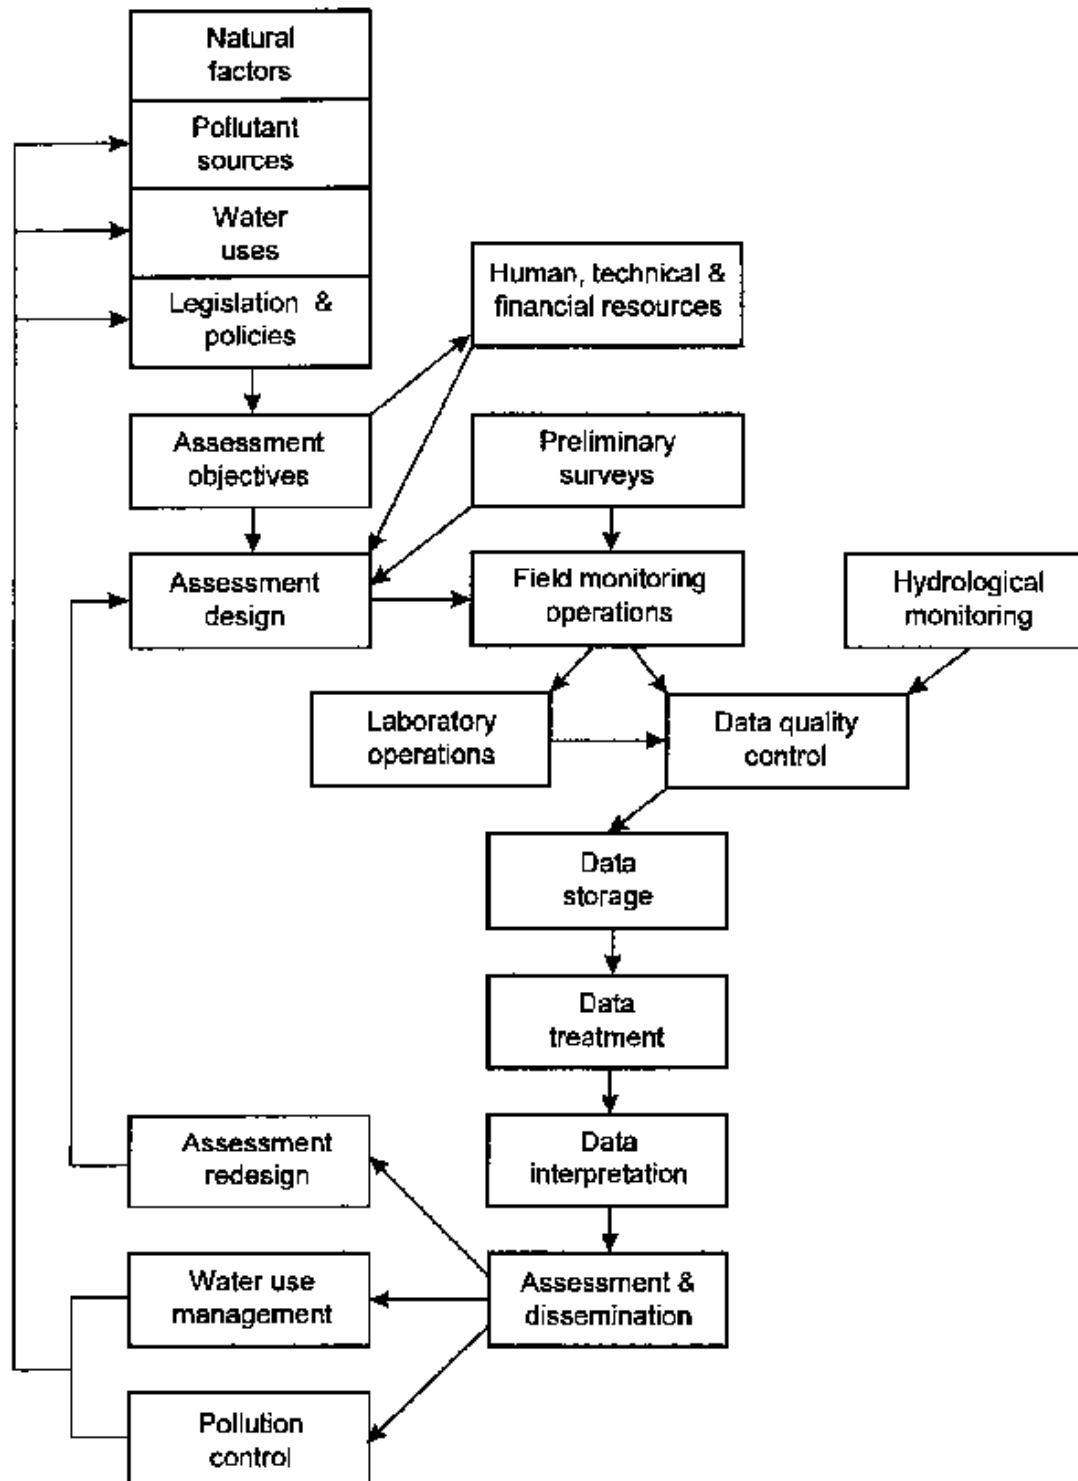 Natural
factors
Pollutant
sources
Water
uses
Legislation &
policies
Human, technical &
financial resources
Assessment
objectives
Preliminary
surveys
Assessment
design
Field monitoring
operations
Hydrological
monitoring
Laboratory
operations
Data quality
control
Data
storage
Data
treatment
Data
interpretation
Assessment
redesign
Water use
management
Assessment &
dissemination
Pollution
control